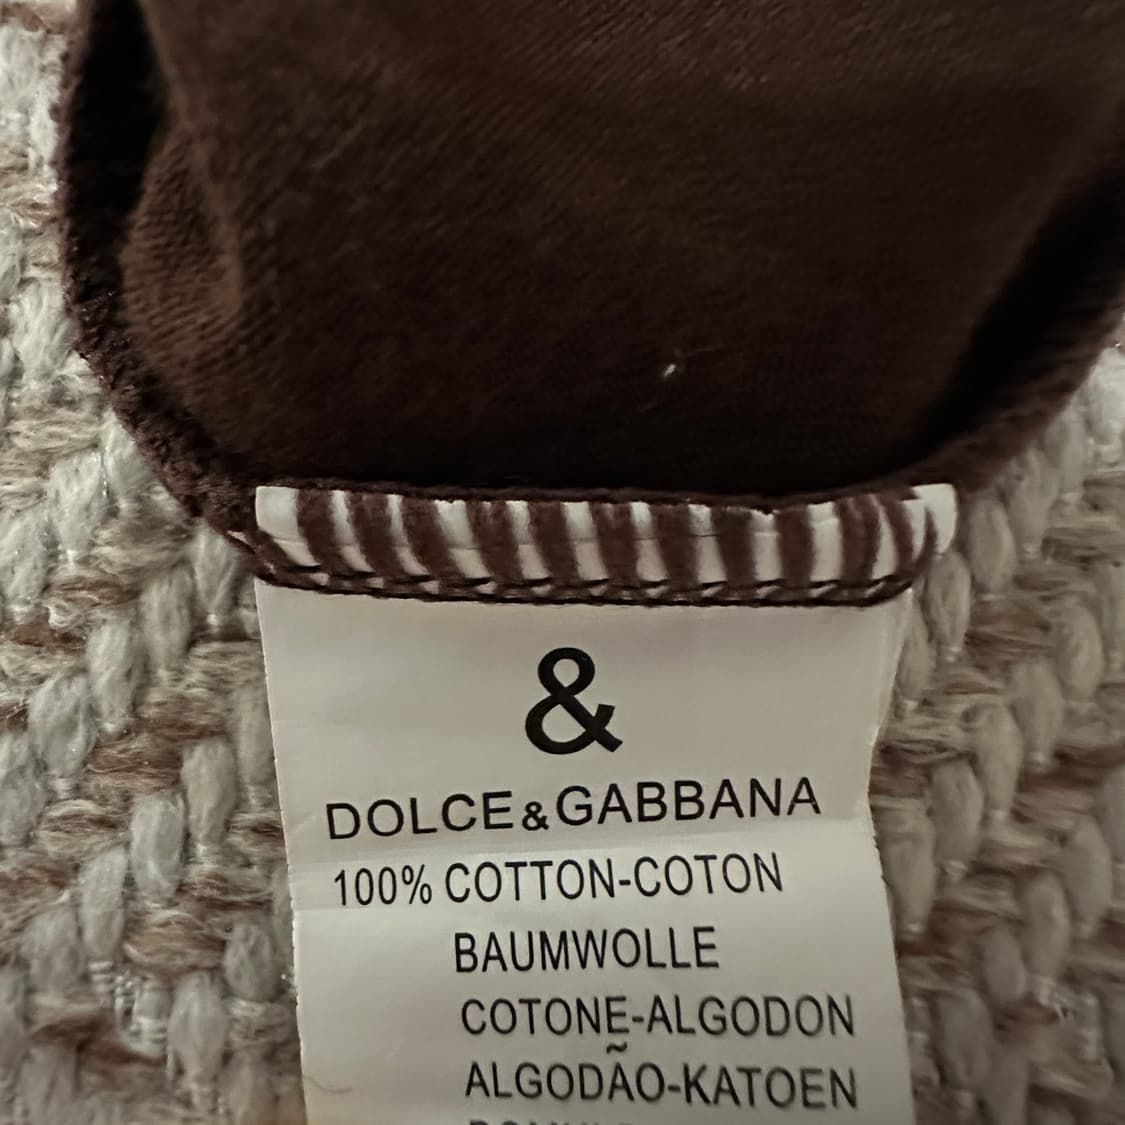 &
DOLCE&GABBANA
100% COTTON-COTON
BAUMWOLLE
COTONE-ALGODON
ALGODÃO-KATOEN